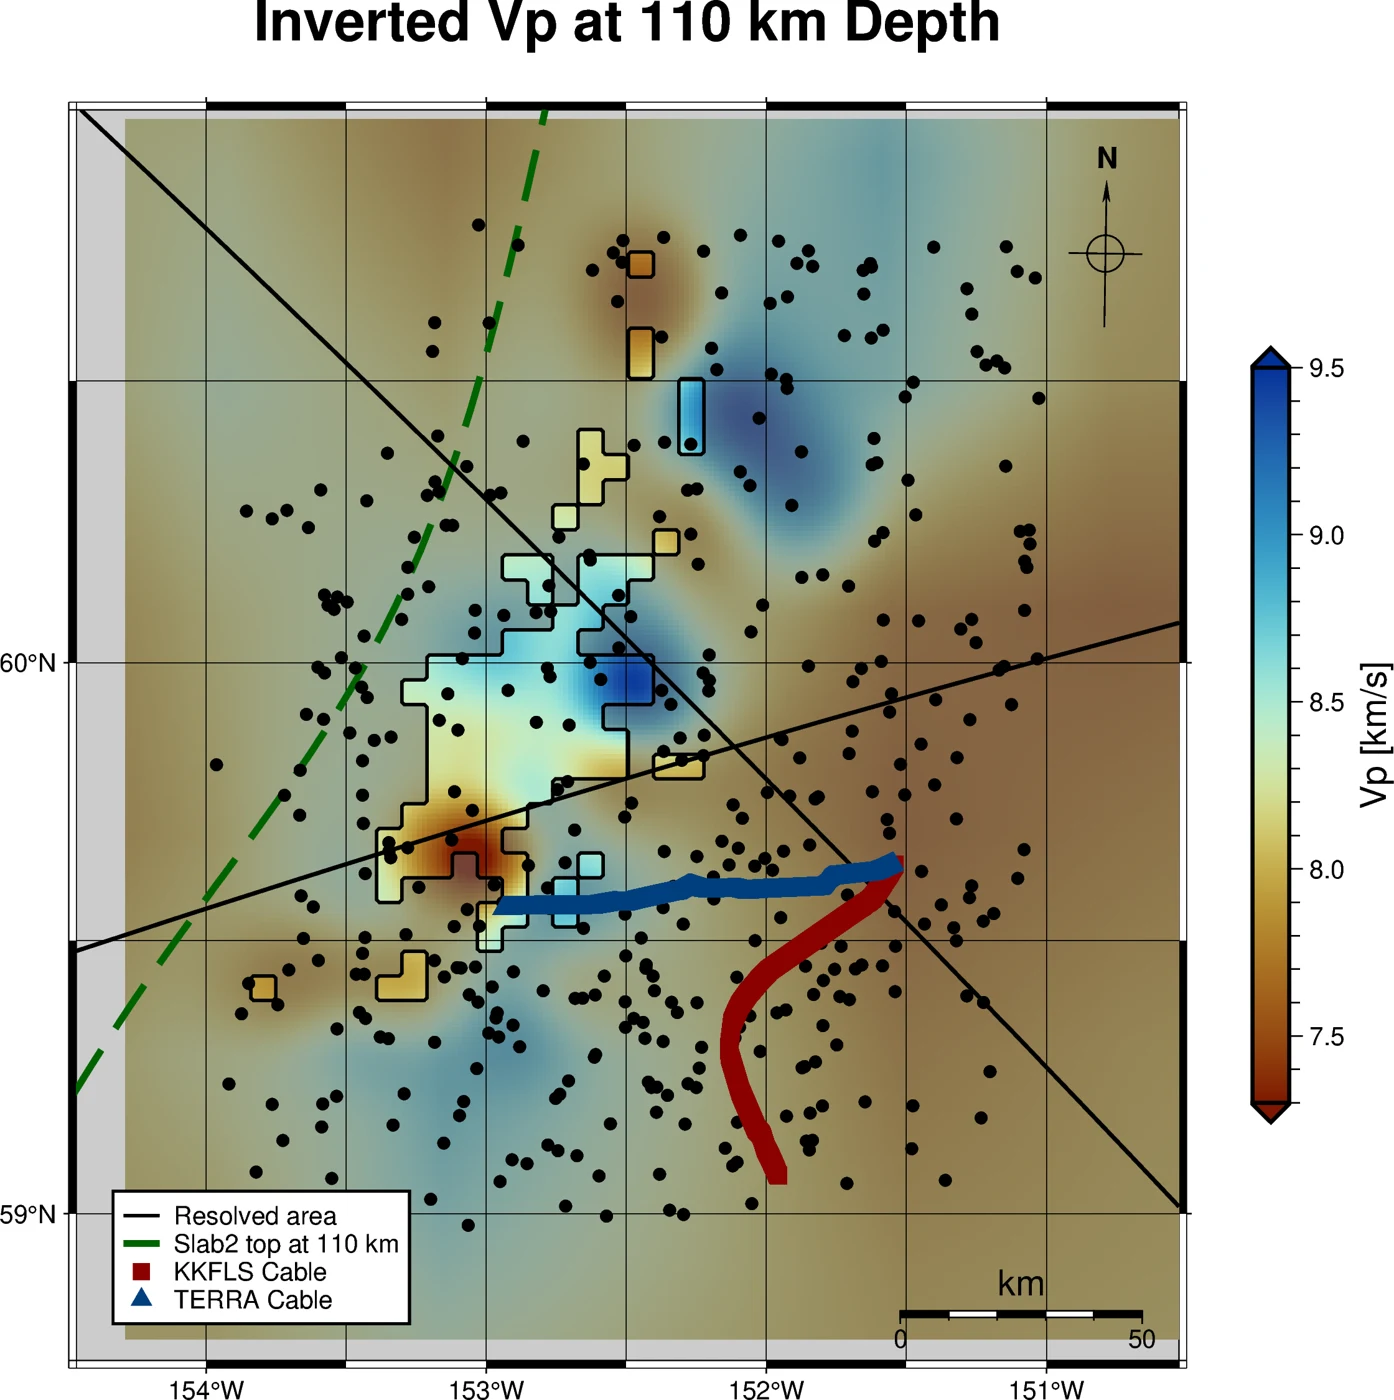 Inverted Vp at 110 km Depth
N
9.5
9.0
8.5
8.0
7.5
Vp [km/s]
60°N
59°N
Resolved area
Slab2 top at 110 km
KKFLS Cable
TERRA Cable
km
0 50
154°W 153°W 152°W 151°W